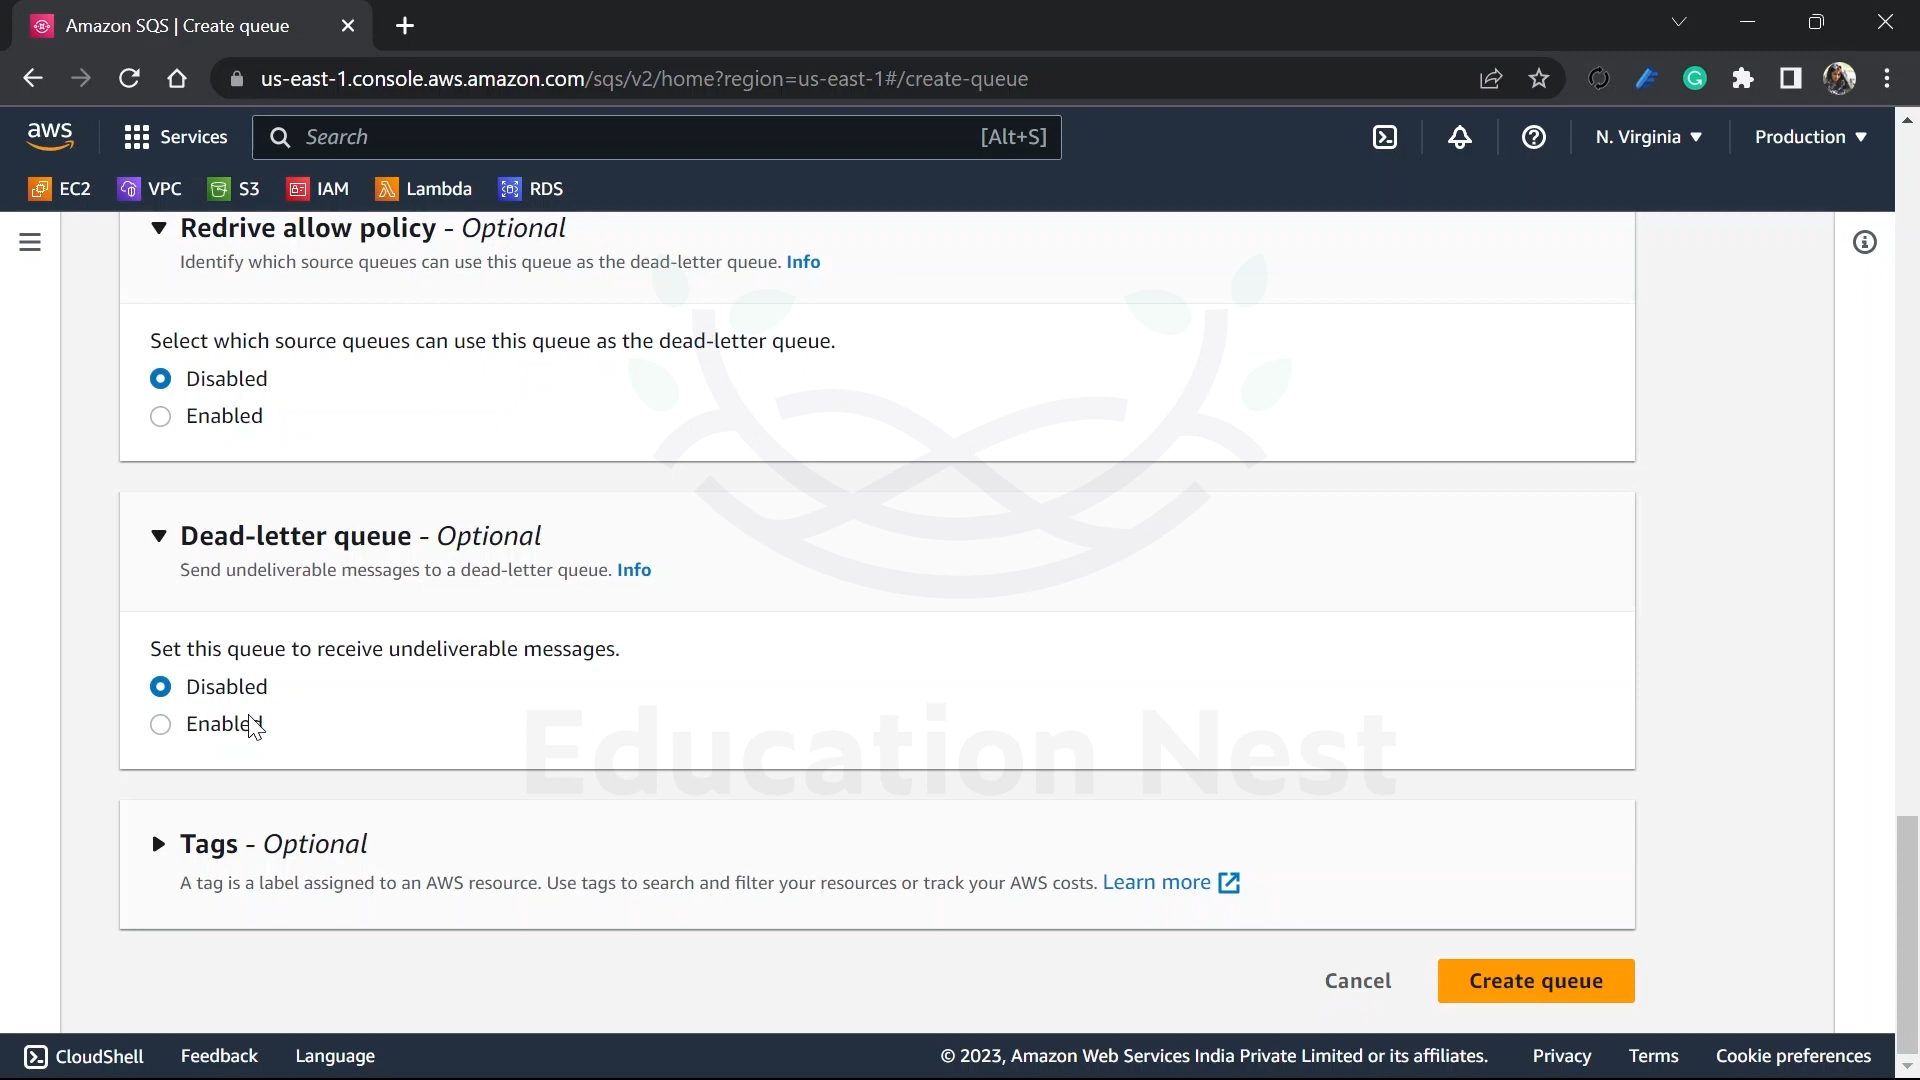 Amazon SQS | Create queue
us-east-1.console.aws.amazon.com/sqs/v2/home?region=us-east-1#/create-queue
aws Services Search [Alt+S] N. Virginia ▼ Production ▼
EC2 VPC S3 IAM Lambda RDS
Redrive allow policy - Optional
Identify which source queues can use this queue as the dead-letter queue. Info
Select which source queues can use this queue as the dead-letter queue.
Disabled
Enabled
Dead-letter queue - Optional
Send undeliverable messages to a dead-letter queue. Info
Set this queue to receive undeliverable messages.
Disabled
Enabled
Education Nest
Tags - Optional
A tag is a label assigned to an AWS resource. Use tags to search and filter your resources or track your AWS costs. Learn more
Cancel Create queue
CloudShell Feedback Language © 2023, Amazon Web Services India Private Limited or its affiliates. Privacy Terms Cookie preferences